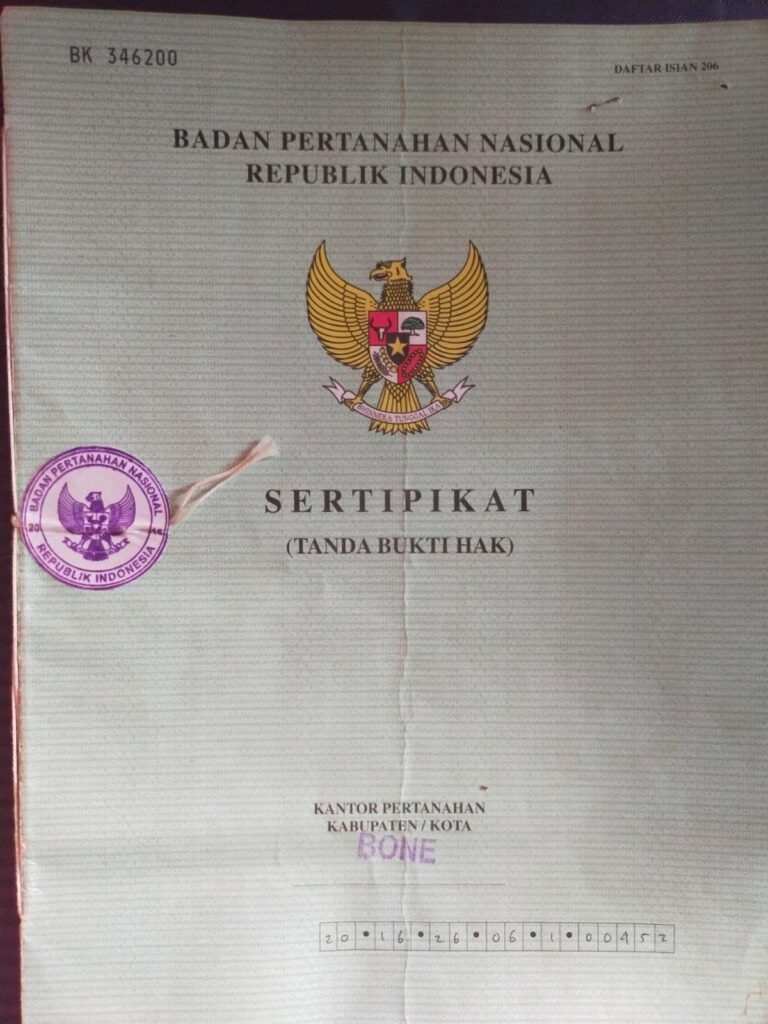 BK 346200
DAFTAR ISIAN 206
BADAN PERTANAHAN NASIONAL
REPUBLIK INDONESIA
BHINNEKA TUNGGAL IKA
BADAN PERTANAHAN NASIONAL
20
REPUBLIK INDONESIA
SERTIPIKAT
(TANDA BUKTI HAK)
KANTOR PERTANAHAN
KABUPATEN / KOTA
BONE
20•16•26•06•1•00452